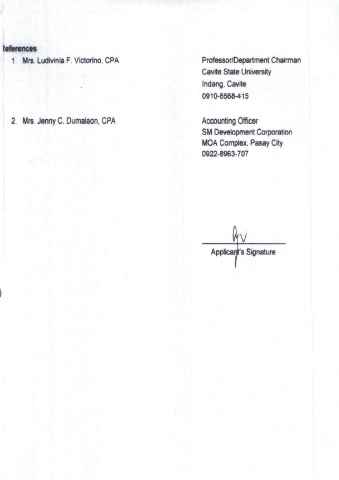 References
1. Mrs. Ludivinia F. Victorino, CPA
Professor/Department Chairman
Cavite State University
Indang, Cavite
0910-6568-415
2. Mrs. Jenny C. Dumalaon, CPA
Accounting Officer
SM Development Corporation
MOA Complex, Pasay City
0922-8963-707
Applicant's Signature